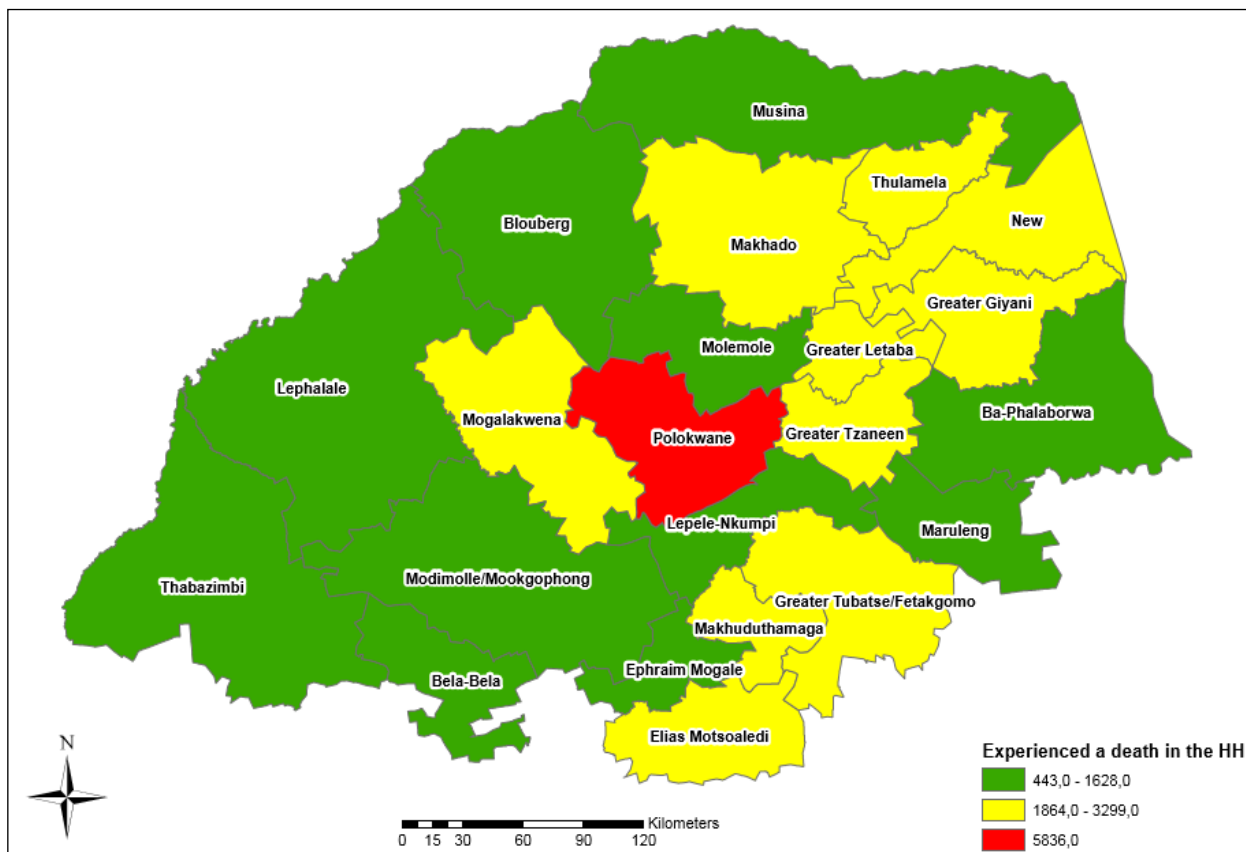 Musina
Thulamela
New
Blouberg
Makhado
Greater Giyani
Molemole
Greater Letaba
Lephalale
Ba-Phalaborwa
Mogalakwena
Polokwane
Greater Tzaneen
Lepele-Nkumpi
Maruleng
Modimolle/Mookgophong
Thabazimbi
Greater Tubatse/Fetakgomo
Makhuduthamaga
Ephraim Mogale
Bela-Bela
Elias Motsoaledi
N
Experienced a death in the HH
443,0 - 1628,0
1864,0 - 3299,0
5836,0
Kilometers
0 15 30 60 90 120